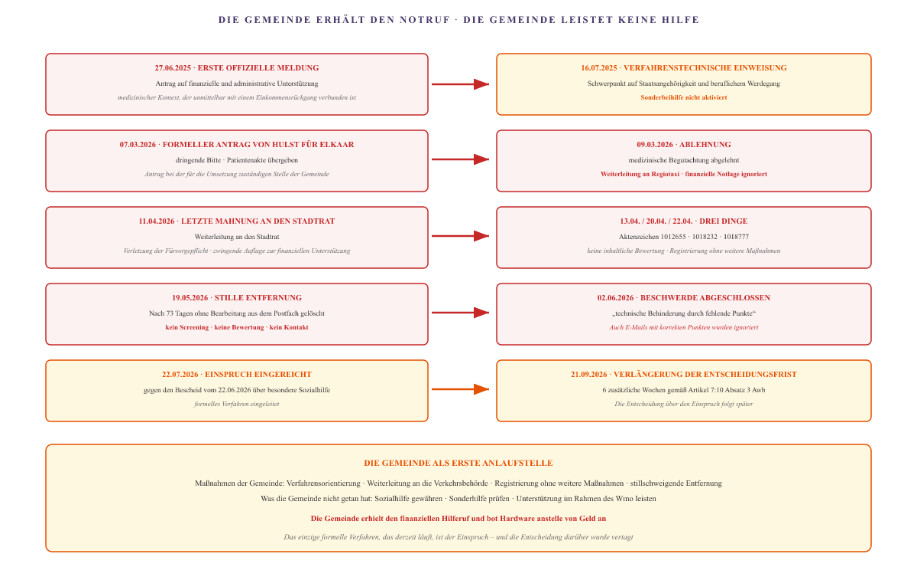 DIE GEMEINDE ERHÄLT DEN NOTRUF · DIE GEMEINDE LEISTET KEINE HILFE
27.06.2025 · ERSTE OFFIZIELLE MELDUNG
Antrag auf finanzielle und administrative Unterstützung
medizinischer Kontext, der unmittelbar mit einem Einkommensrückgang verbunden ist
16.07.2025 · VERFAHRENSTECHNISCHE EINWEISUNG
Schwerpunkt auf Staatsangehörigkeit und beruflichem Werdegang
Sonderbeihilfe nicht aktiviert
07.03.2026 · FORMELLER ANTRAG VON HULST FÜR ELKAAR
dringende Bitte · Patientenakte übergeben
Antrag bei der für die Umsetzung zuständigen Stelle der Gemeinde
09.03.2026 · ABLEHNUNG
medizinische Begutachtung abgelehnt
Weiterleitung an Regiotaxi · finanzielle Notlage ignoriert
11.04.2026 · LETZTE MAHNUNG AN DEN STADTRAT
Weiterleitung an den Stadtrat
Verletzung der Fürsorgepflicht · zwingende Auflage zur finanziellen Unterstützung
13.04. / 20.04. / 22.04. · DREI DINGE
Aktenzeichen 1012655 · 1018232 · 1018777
keine inhaltliche Bewertung · Registrierung ohne weitere Maßnahmen
19.05.2026 · STILLE ENTFERNUNG
Nach 73 Tagen ohne Bearbeitung aus dem Postfach gelöscht
kein Screening · keine Bewertung · kein Kontakt
02.06.2026 · BESCHWERDE ABGESCHLOSSEN
„technische Behinderung durch fehlende Punkte“
Auch E-Mails mit korrekten Punkten wurden ignoriert
22.07.2026 · EINSPRUCH EINGEREICHT
gegen den Bescheid vom 22.06.2026 über besondere Sozialhilfe
formelles Verfahren eingeleitet
21.09.2026 · VERLÄNGERUNG DER ENTSCHEIDUNGSFRIST
6 zusätzliche Wochen gemäß Artikel 7:10 Absatz 3 Awb
Die Entscheidung über den Einspruch folgt später
DIE GEMEINDE ALS ERSTE ANLAUFSTELLE
Maßnahmen der Gemeinde: Verfahrensorientierung · Weiterleitung an die Verkehrsbehörde · Registrierung ohne weitere Maßnahmen · stillschweigende Entfernung
Was die Gemeinde nicht getan hat: Sozialhilfe gewähren · Sonderhilfe prüfen · Unterstützung im Rahmen des Wmo leisten
Die Gemeinde erhielt den finanziellen Hilferuf und bot Hardware anstelle von Geld an
Das einzige formelle Verfahren, das derzeit läuft, ist der Einspruch – und die Entscheidung darüber wurde vertagt